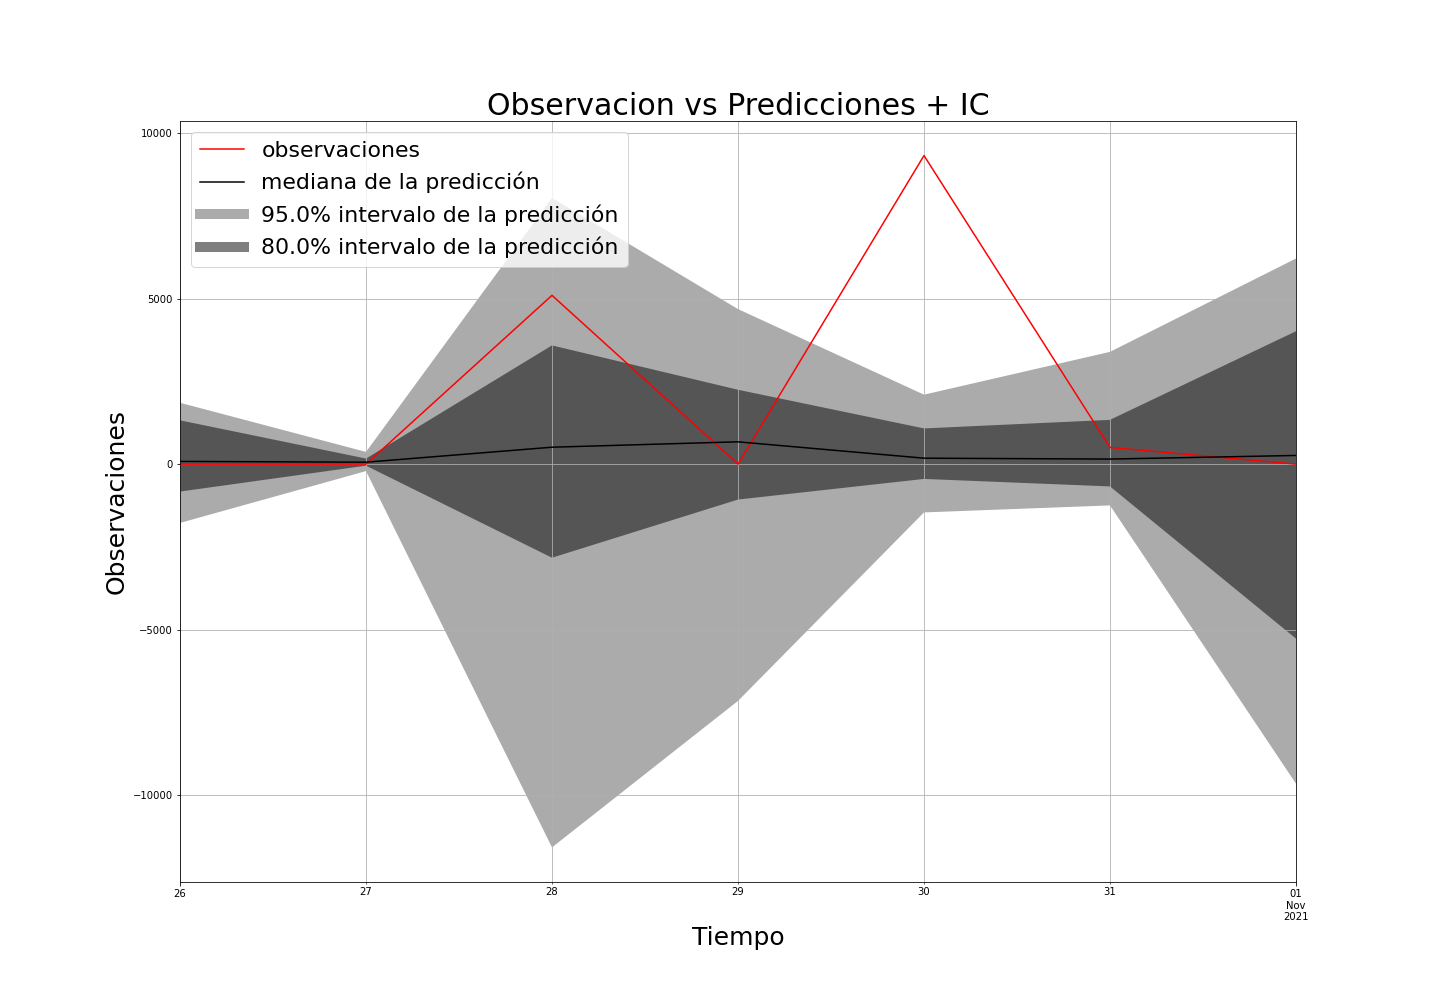 Observacion vs Predicciones + IC
observaciones
mediana de la predicción
95.0% intervalo de la predicción
80.0% intervalo de la predicción
10000
5000
0
−5000
−10000
Observaciones
26 27 28 29 30 31 01
Nov
2021
Tiempo